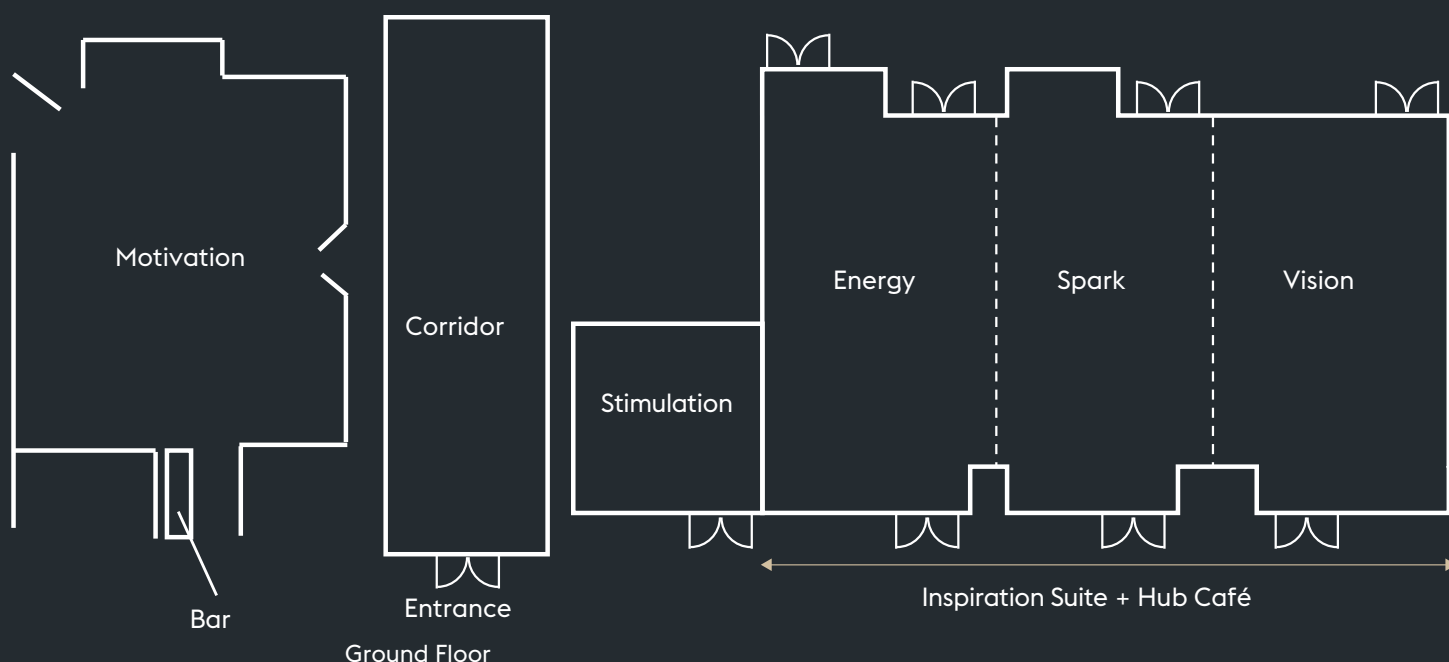 Motivation
Corridor
Stimulation
Energy
Spark
Vision
Inspiration Suite + Hub Café
Entrance
Bar
Ground Floor